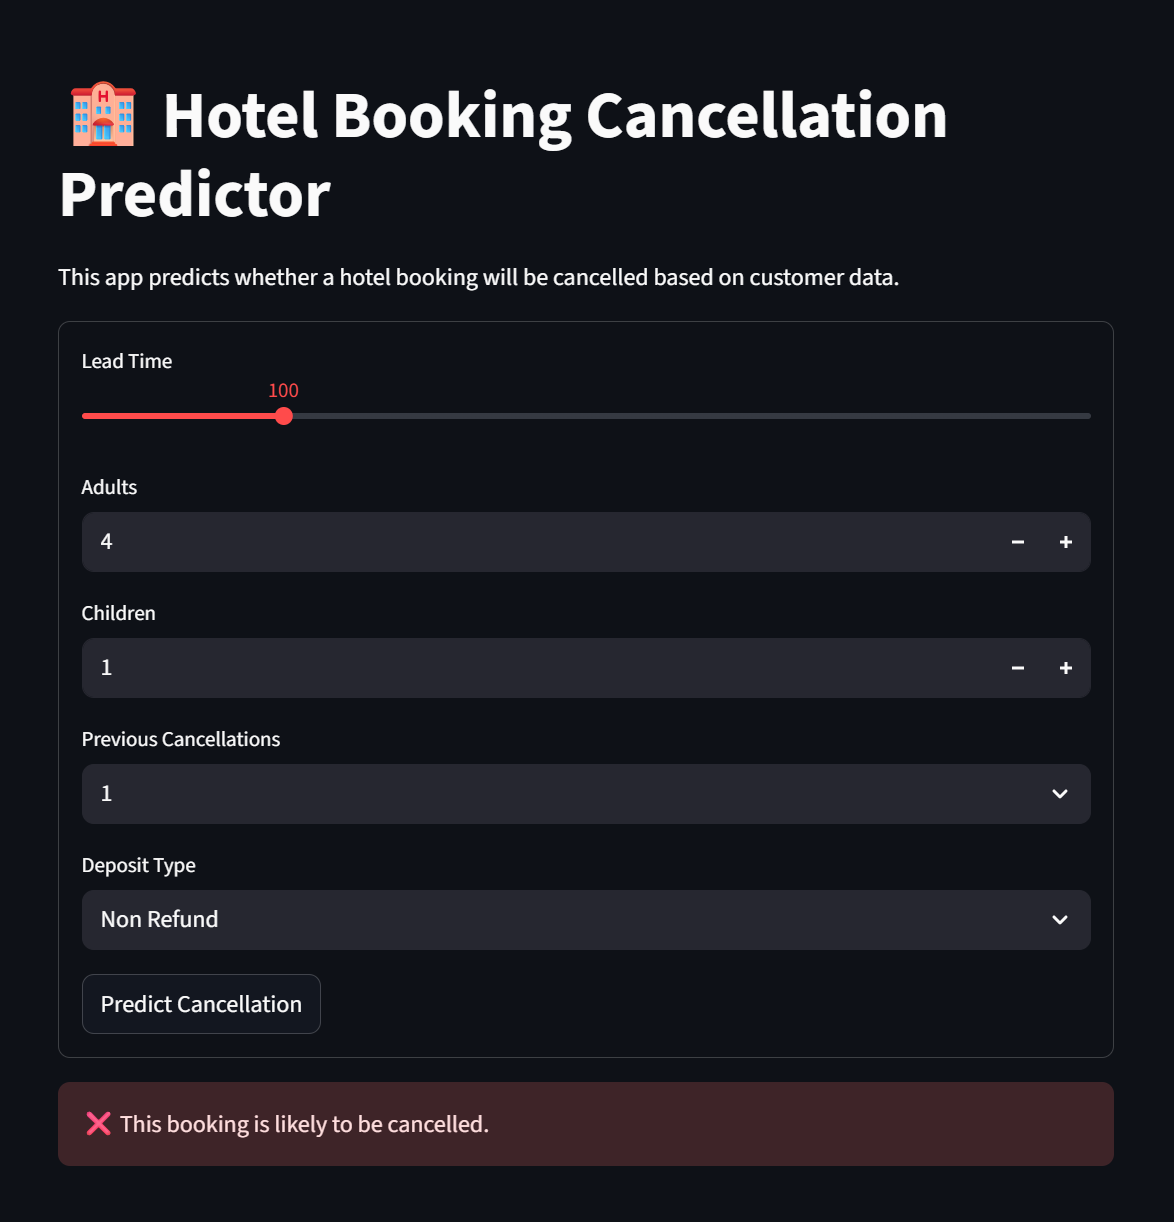 🏨 Hotel Booking Cancellation
Predictor
This app predicts whether a hotel booking will be cancelled based on customer data.
Lead Time
100
Adults
4
Children
1
Previous Cancellations
1
Deposit Type
Non Refund
Predict Cancellation
❌ This booking is likely to be cancelled.